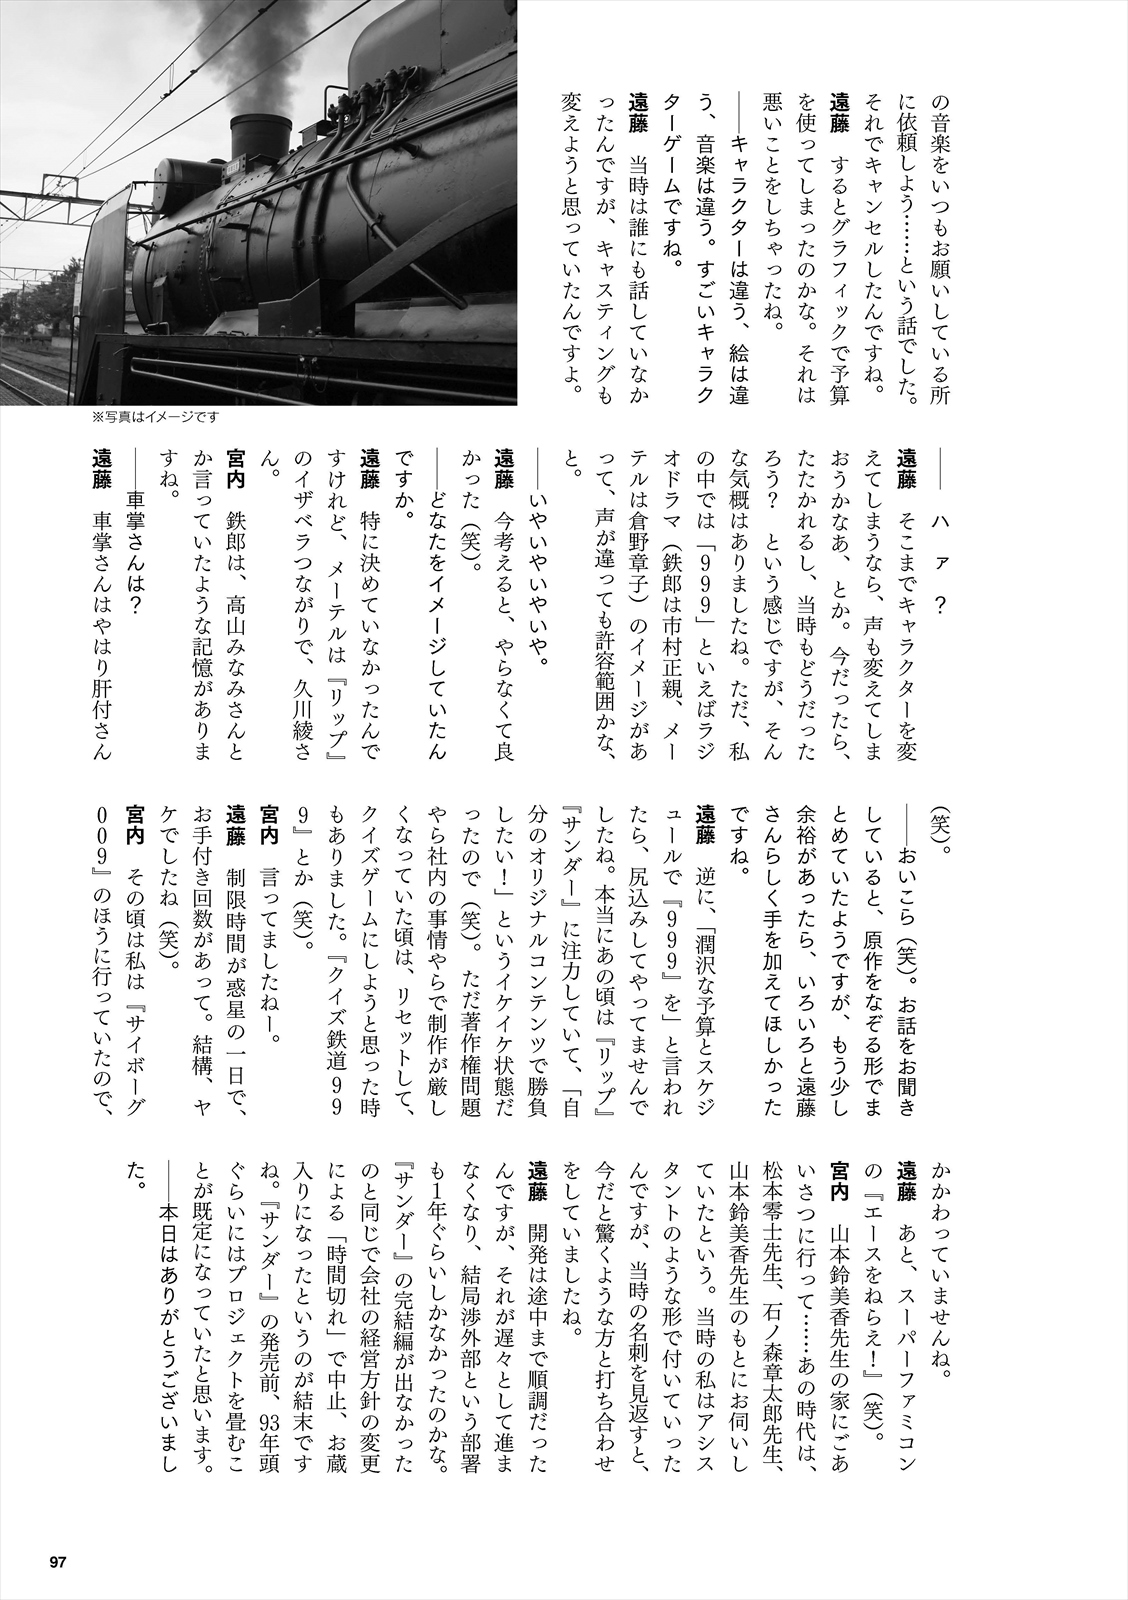 の音楽をいつもお願いしている所
に依頼しよう……という話でした。
それでキャンセルしたんですね。
遠藤　するとグラフィックで予算
を使ってしまったのかな。それは
悪いことをしちゃったね。
――キャラクターは違う、絵は違
う、音楽は違う。すごいキャラク
ターゲームですね。
遠藤　当時は誰にも話していなか
ったんですが、キャスティングも
変えようと思っていたんですよ。
※写真はイメージです
――　ハ　ァ　？
遠藤　そこまでキャラクターを変
えてしまうなら、声も変えてしま
おうかなあ、とか。今だったら、
たたかれるし、当時もどうだった
ろう？　という感じですが、そん
な気概はありましたね。ただ、私
の中では「９９９」といえばラジ
オドラマ（鉄郎は市村正親、メー
テルは倉野章子）のイメージがあ
って、声が違っても許容範囲かな、
と。
――いやいやいやいや。
遠藤　今考えると、やらなくて良
かった（笑）。
――どなたをイメージしていたん
ですか。
遠藤　特に決めていなかったんで
すけれど、メーテルは『リップ』
のイザベラつながりで、久川綾さ
ん。
宮内　鉄郎は、高山みなみさんと
か言っていたような記憶がありま
すね。
――車掌さんは？
遠藤　車掌さんはやはり肝付さん
（笑）。
――おいこら（笑）。お話をお聞き
していると、原作をなぞる形でま
とめていたようですが、もう少し
余裕があったら、いろいろと遠藤
さんらしく手を加えてほしかった
ですね。
遠藤　逆に、「潤沢な予算とスケジ
ュールで『９９９』を」と言われ
たら、尻込みしてやってませんで
したね。本当にあの頃は『リップ』
『サンダー』に注力していて、「自
分のオリジナルコンテンツで勝負
したい！」というイケイケ状態だ
ったので（笑）。ただ著作権問題
やら社内の事情やらで制作が厳し
くなっていた頃は、リセットして、
クイズゲームにしようと思った時
もありました。『クイズ鉄道９９
９』とか（笑）。
宮内　言ってましたねー。
遠藤　制限時間が惑星の一日で、
お手付き回数があって。結構、ヤ
ケでしたね（笑）。
宮内　その頃は私は『サイボーグ
００９』のほうに行っていたので、
かかわっていませんね。
遠藤　あと、スーパーファミコン
の『エースをねらえ！』（笑）。
宮内　山本鈴美香先生の家にごあ
いさつに行って……あの時代は、
松本零士先生、石ノ森章太郎先生、
山本鈴美香先生のもとにお伺いし
ていたという。当時の私はアシス
タントのような形で付いていった
んですが、当時の名刺を見返すと、
今だと驚くような方と打ち合わせ
をしていましたね。
遠藤　開発は途中まで順調だった
んですが、それが遅々として進ま
なくなり、結局渉外部という部署
も1年ぐらいしかなかったのかな。
『サンダー』の完結編が出なかった
のと同じで会社の経営方針の変更
による「時間切れ」で中止、お蔵
入りになったというのが結末です
ね。『サンダー』の発売前、93年頭
ぐらいにはプロジェクトを畳むこ
とが既定になっていたと思います。
――本日はありがとうございまし
た。
97